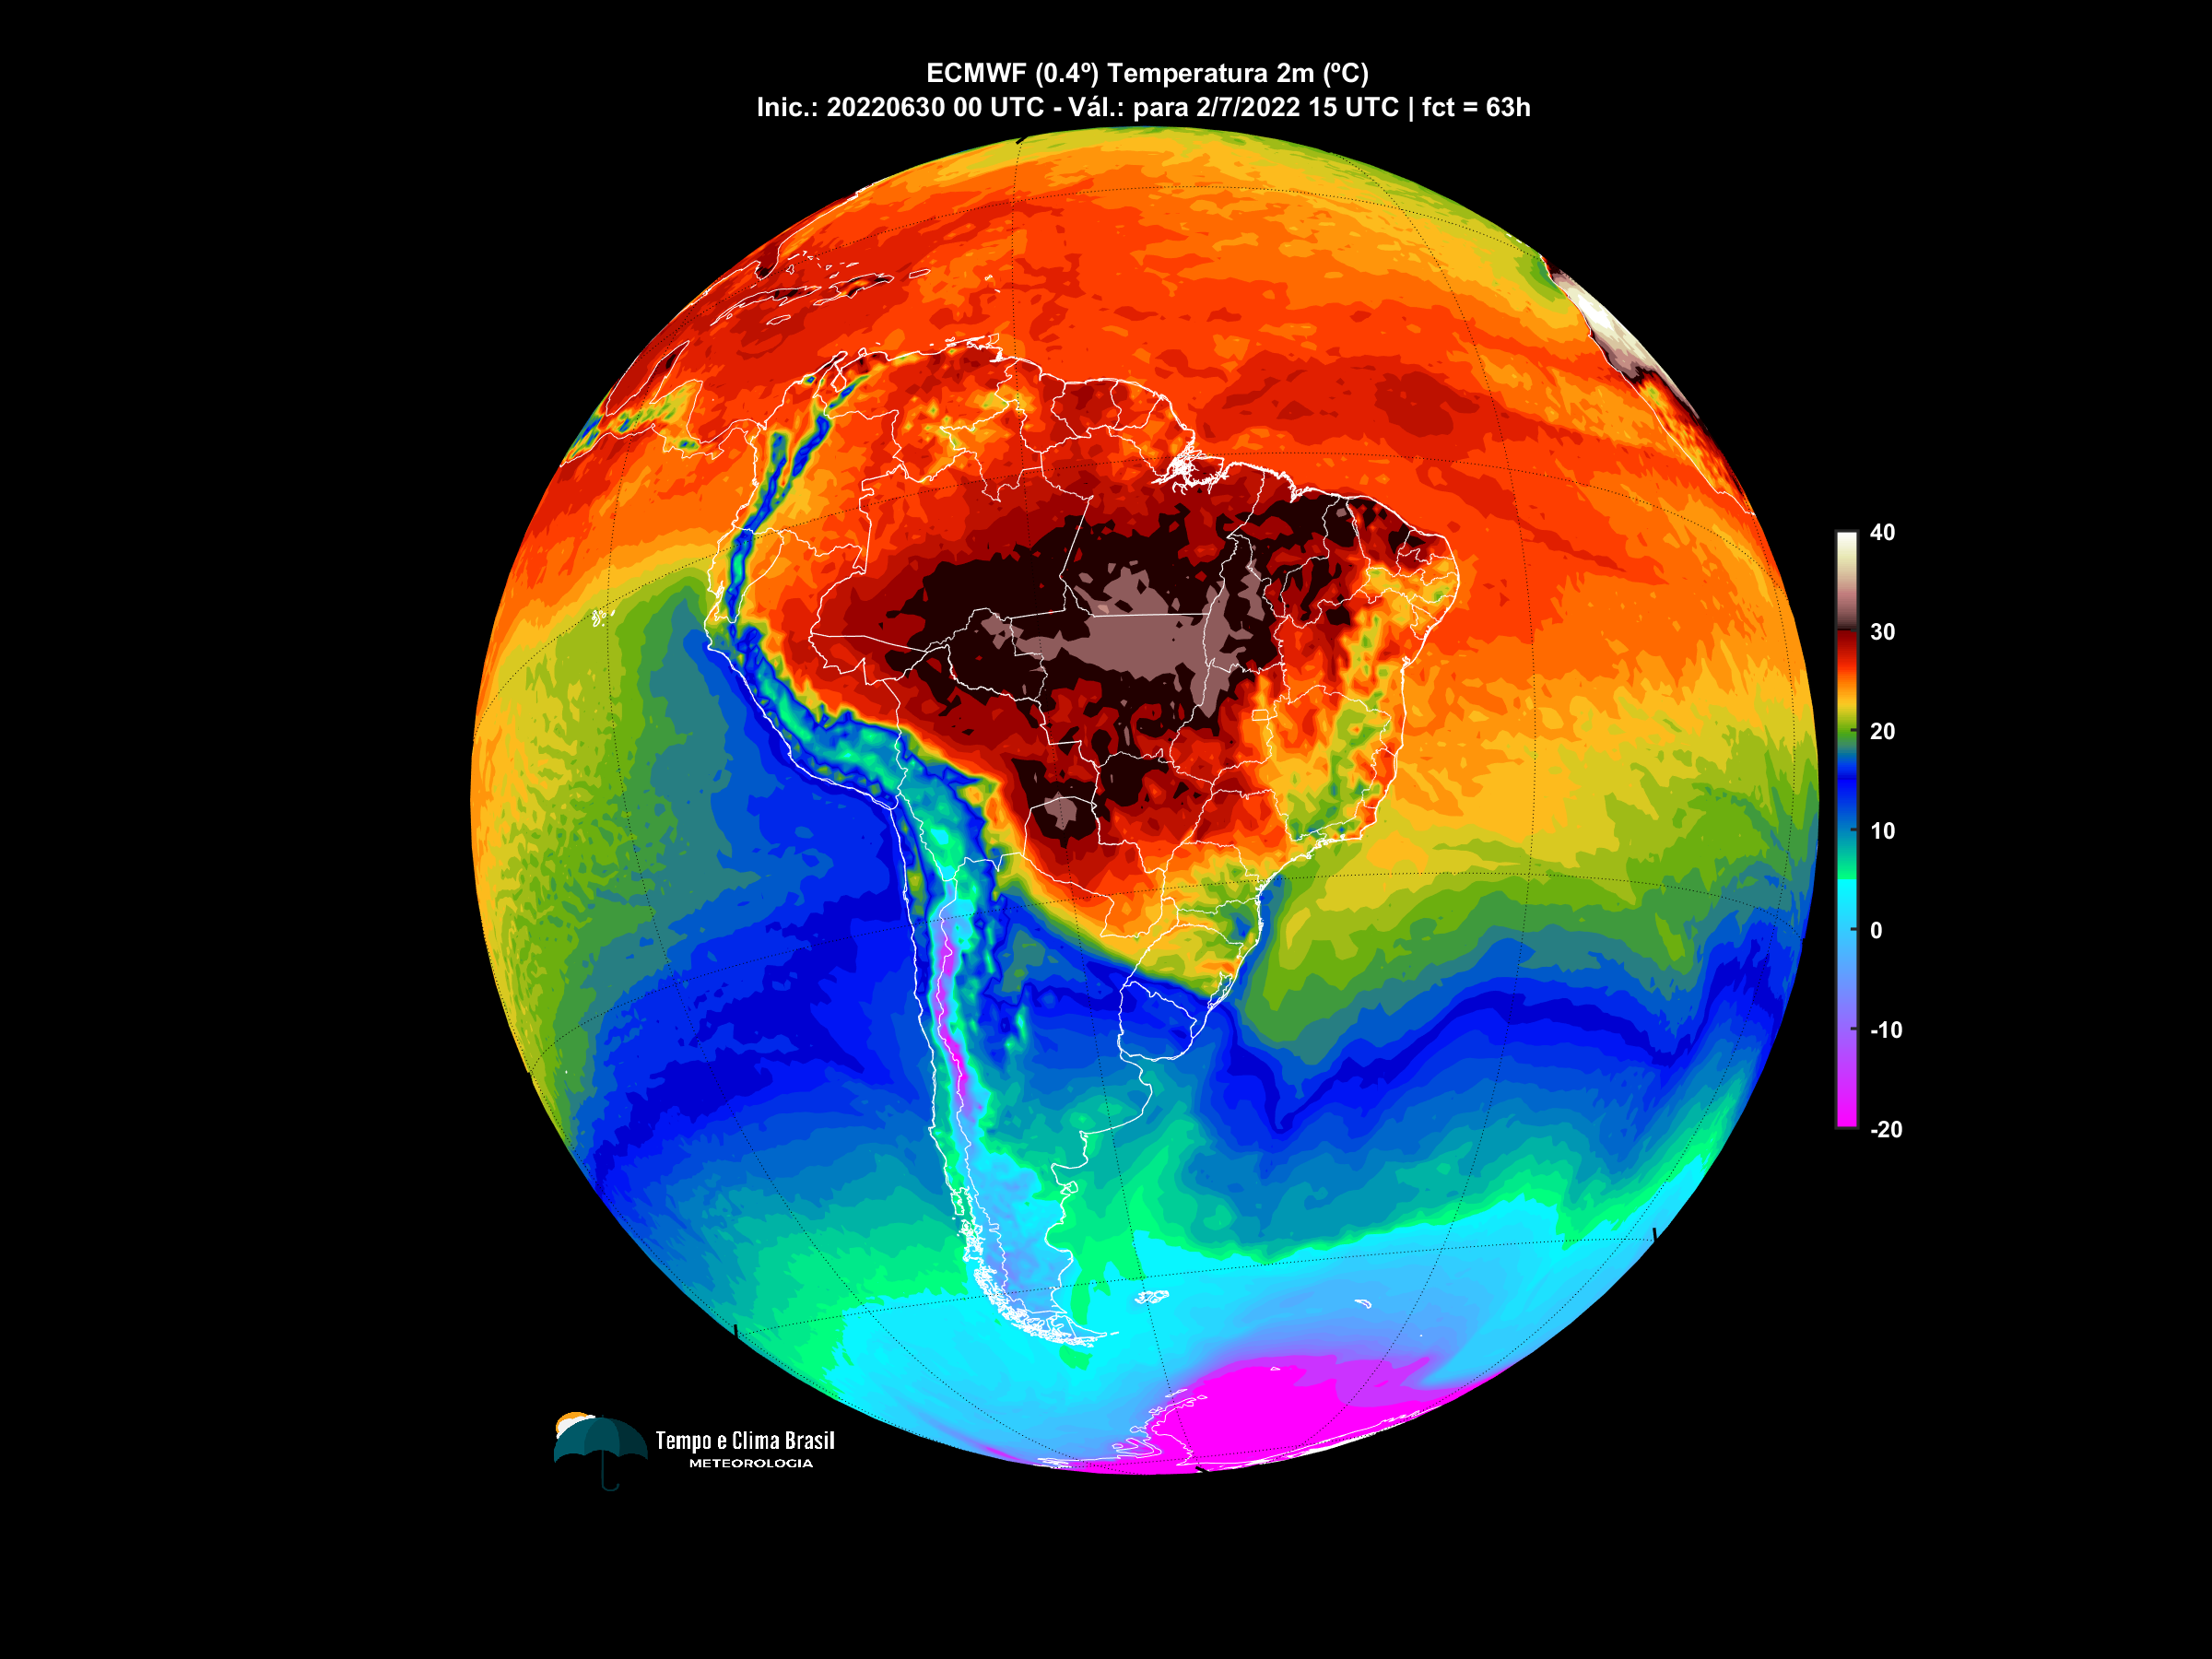 ECMWF (0.4º) Temperatura 2m (ºC)
Inic.: 20220630 00 UTC - Vál.: para 2/7/2022 15 UTC | fct = 63h
40
30
20
10
0
-10
-20
Tempo e Clima Brasil
METEOROLOGIA